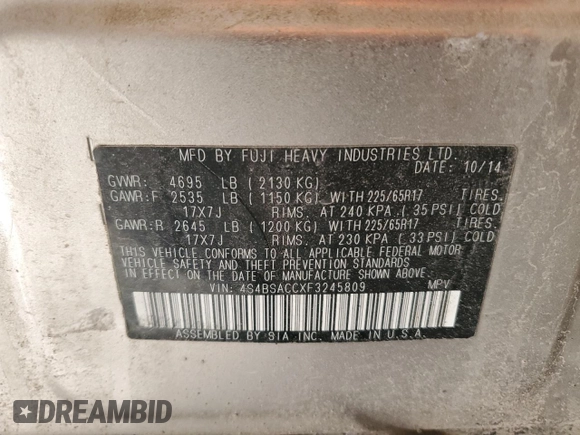 MFD BY FUJI HEAVY INDUSTRIES LTD.
DATE: 10/14
GVWR: 4695 LB ( 2130 KG)
GAWR:F 2535 LB ( 1150 KG) WITH 225/65R17 TIRES.
17X7J RIMS. AT 240 KPA ( 35 PSI) COLD
GAWR:R 2645 LB ( 1200 KG) WITH 225/65R17 TIRES.
17X7J RIMS. AT 230 KPA ( 33 PSI) COLD
THIS VEHICLE CONFORMS TO ALL APPLICABLE FEDERAL MOTOR
VEHICLE SAFETY AND THEFT PREVENTION STANDARDS
IN EFFECT ON THE DATE OF MANUFACTURE SHOWN ABOVE.
VIN: 4S4BSACCXF3245809 MPV
ASSEMBLED BY SIA INC. MADE IN U.S.A.
DREAMBID